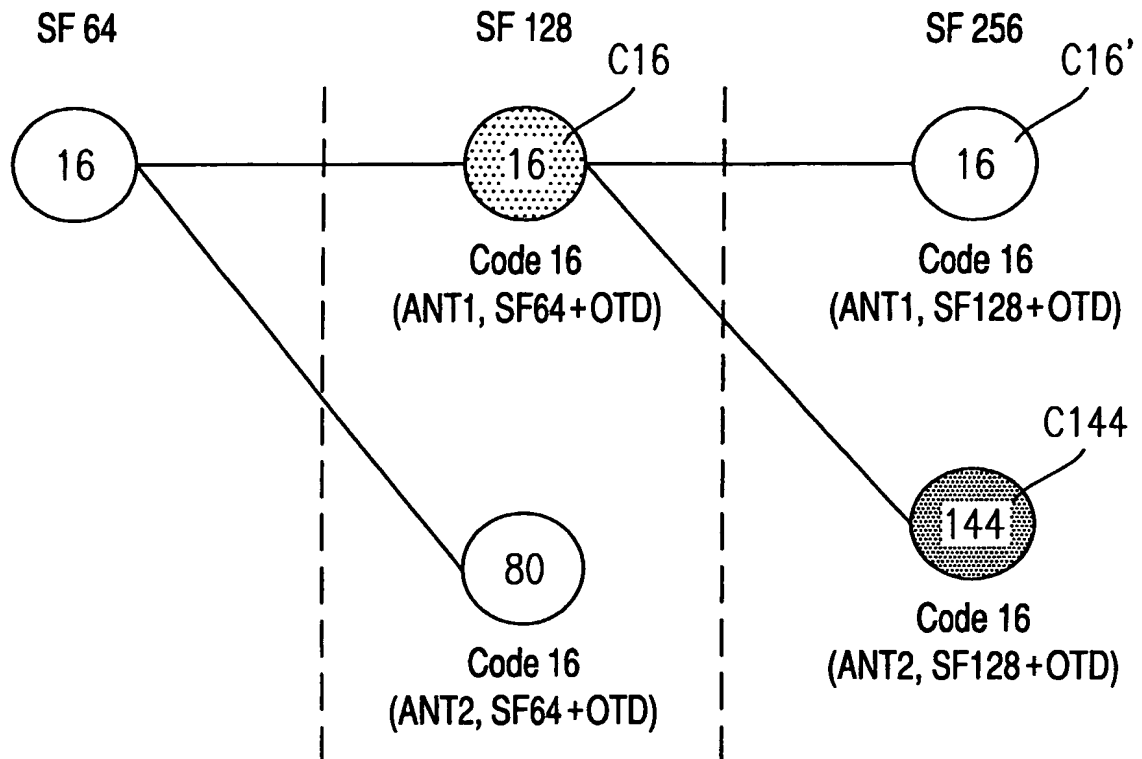 SF 64
SF 128
SF 256
C16
C16'
16
16
16
Code 16
(ANT1, SF64+OTD)
Code 16
(ANT1, SF128+OTD)
C144
144
80
Code 16
(ANT2, SF128+OTD)
Code 16
(ANT2, SF64+OTD)